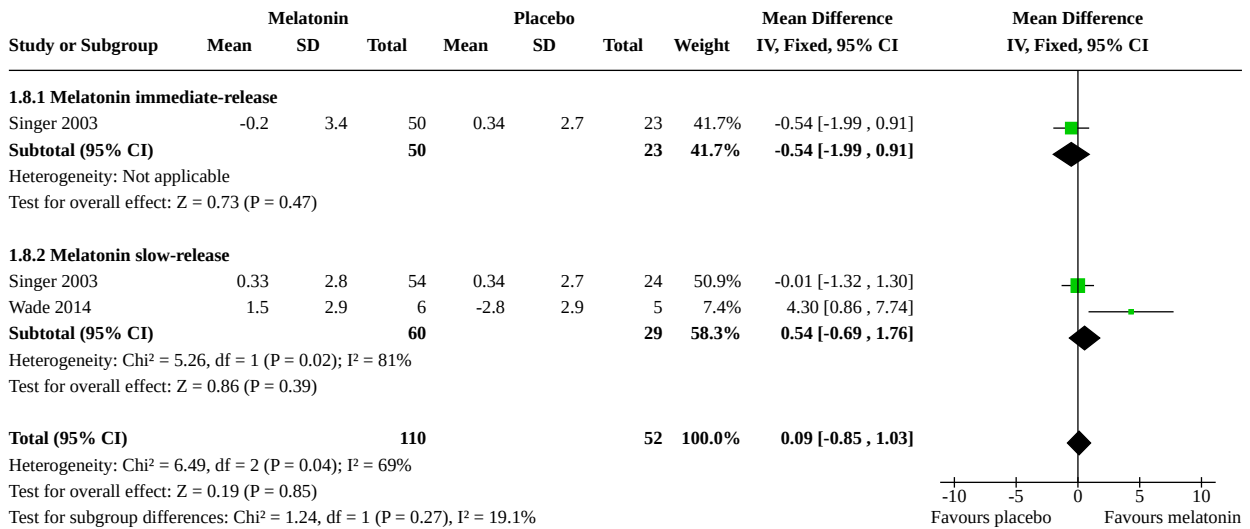 Melatonin Placebo Mean Difference Mean Difference
Study or Subgroup Mean SD Total Mean SD Total Weight IV, Fixed, 95% CI IV, Fixed, 95% CI
1.8.1 Melatonin immediate-release
Singer 2003 -0.2 3.4 50 0.34 2.7 23 41.7% -0.54 [-1.99 , 0.91]
Subtotal (95% CI) 50 23 41.7% -0.54 [-1.99 , 0.91]
Heterogeneity: Not applicable
Test for overall effect: Z = 0.73 (P = 0.47)
1.8.2 Melatonin slow-release
Singer 2003 0.33 2.8 54 0.34 2.7 24 50.9% -0.01 [-1.32 , 1.30]
Wade 2014 1.5 2.9 6 -2.8 2.9 5 7.4% 4.30 [0.86 , 7.74]
Subtotal (95% CI) 60 29 58.3% 0.54 [-0.69 , 1.76]
Heterogeneity: Chi² = 5.26, df = 1 (P = 0.02); I² = 81%
Test for overall effect: Z = 0.86 (P = 0.39)
Total (95% CI) 110 52 100.0% 0.09 [-0.85 , 1.03]
Heterogeneity: Chi² = 6.49, df = 2 (P = 0.04); I² = 69%
Test for overall effect: Z = 0.19 (P = 0.85)
-10 -5 0 5 10
Test for subgroup differences: Chi² = 1.24, df = 1 (P = 0.27), I² = 19.1%
Favours placebo Favours melatonin